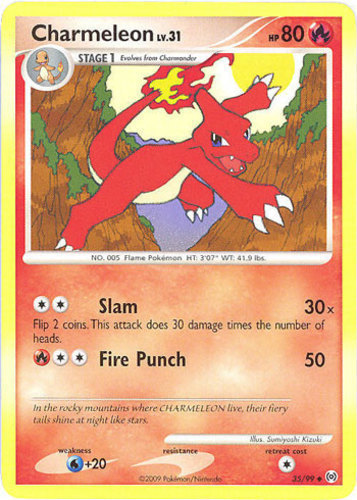 Charmeleon LV.31 HP 80
STAGE 1 Evolves from Charmander
NO. 005 Flame Pokémon HT: 3'07" WT: 41.9 lbs.
Slam 30x
Flip 2 coins. This attack does 30 damage times the number of
heads.
Fire Punch 50
In the rocky mountains where CHARMELEON live, their fiery
tails shine at night like stars.
Illus. Sumiyoshi Kizuki
weakness resistance retreat cost
+20
©2009 Pokémon/Nintendo 35/99